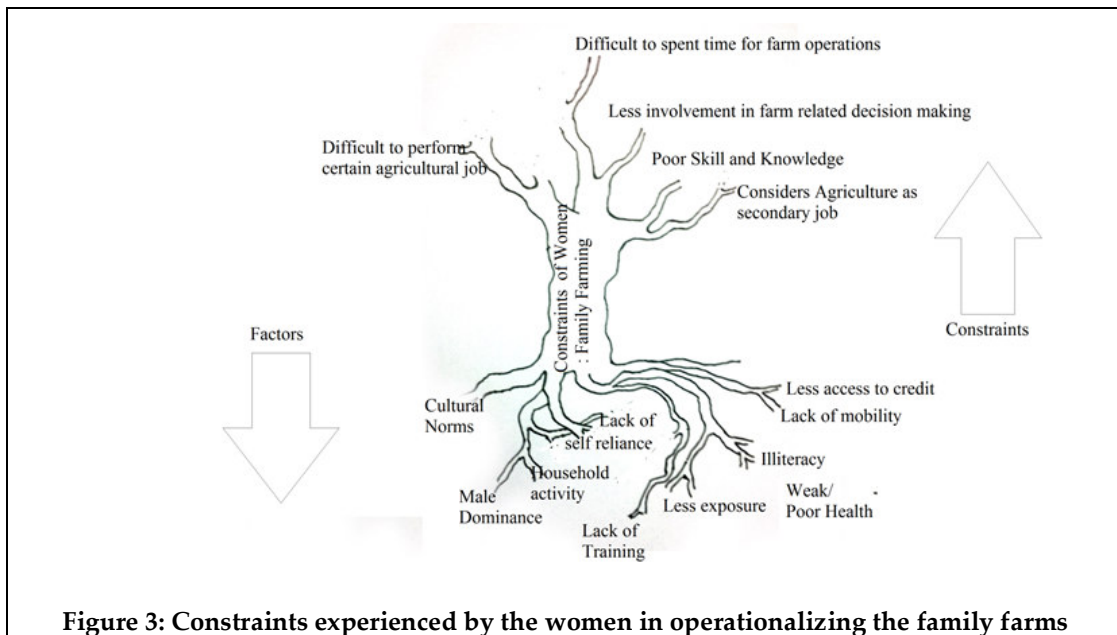 Difficult to spent time for farm operations
Less involvement in farm related decision making
Difficult to perform
certain agricultural job
Poor Skill and Knowledge
Considers Agriculture as
secondary job
Constraints of Women
: Family Farming
Factors
Constraints
Cultural
Norms
Less access to credit
Lack of mobility
Lack of
self reliance
Illiteracy
Household
activity
Male
Dominance
Less exposure
Weak/
Poor Health
Lack of
Training
Figure 3: Constraints experienced by the women in operationalizing the family farms